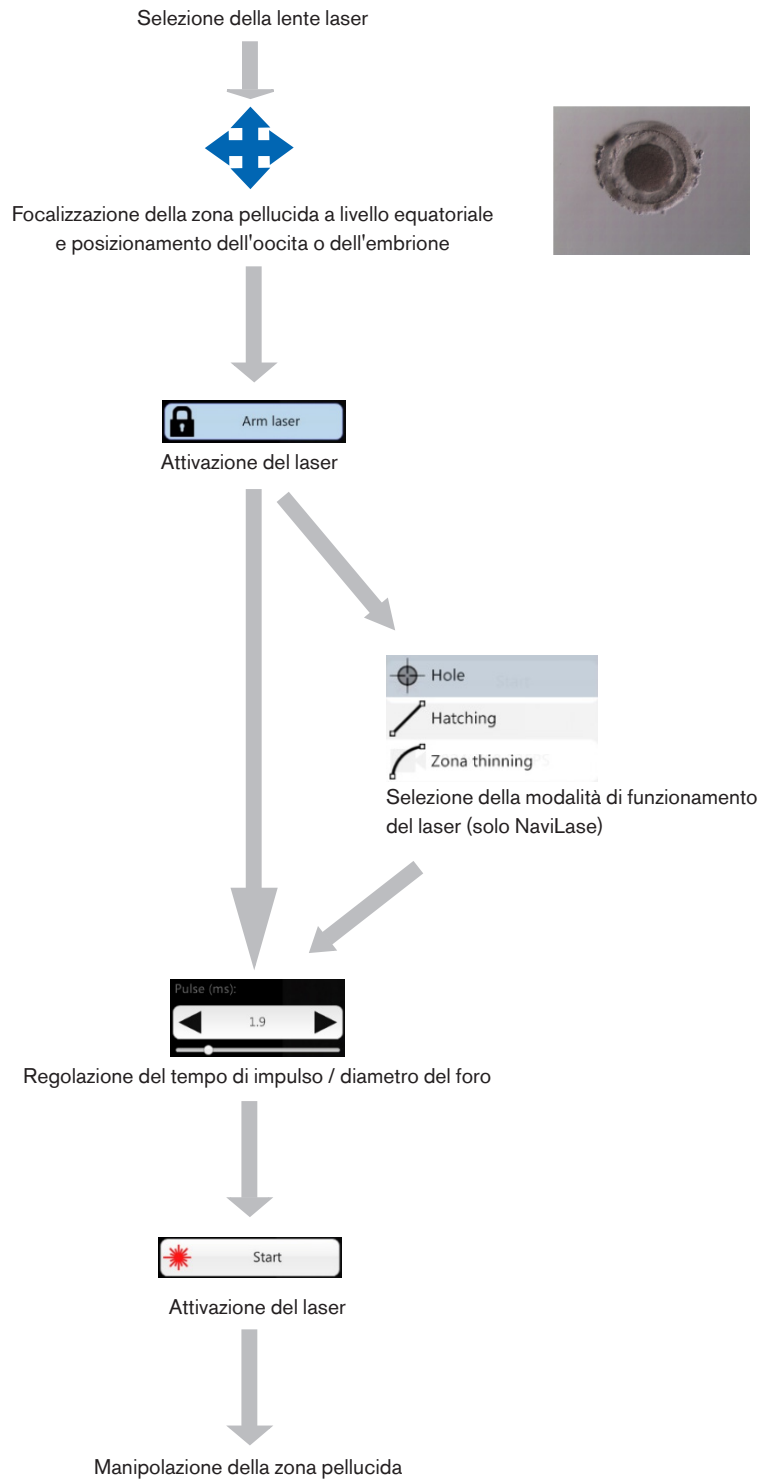 Selezione della lente laser
Focalizzazione della zona pellucida a livello equatoriale
e posizionamento dell'oocita o dell'embrione
Arm laser
Attivazione del laser
Hole
Hatching
Zona thinning
Selezione della modalità di funzionamento
del laser (solo NaviLase)
Pulse (ms):
1.9
Regolazione del tempo di impulso / diametro del foro
Start
Attivazione del laser
Manipolazione della zona pellucida